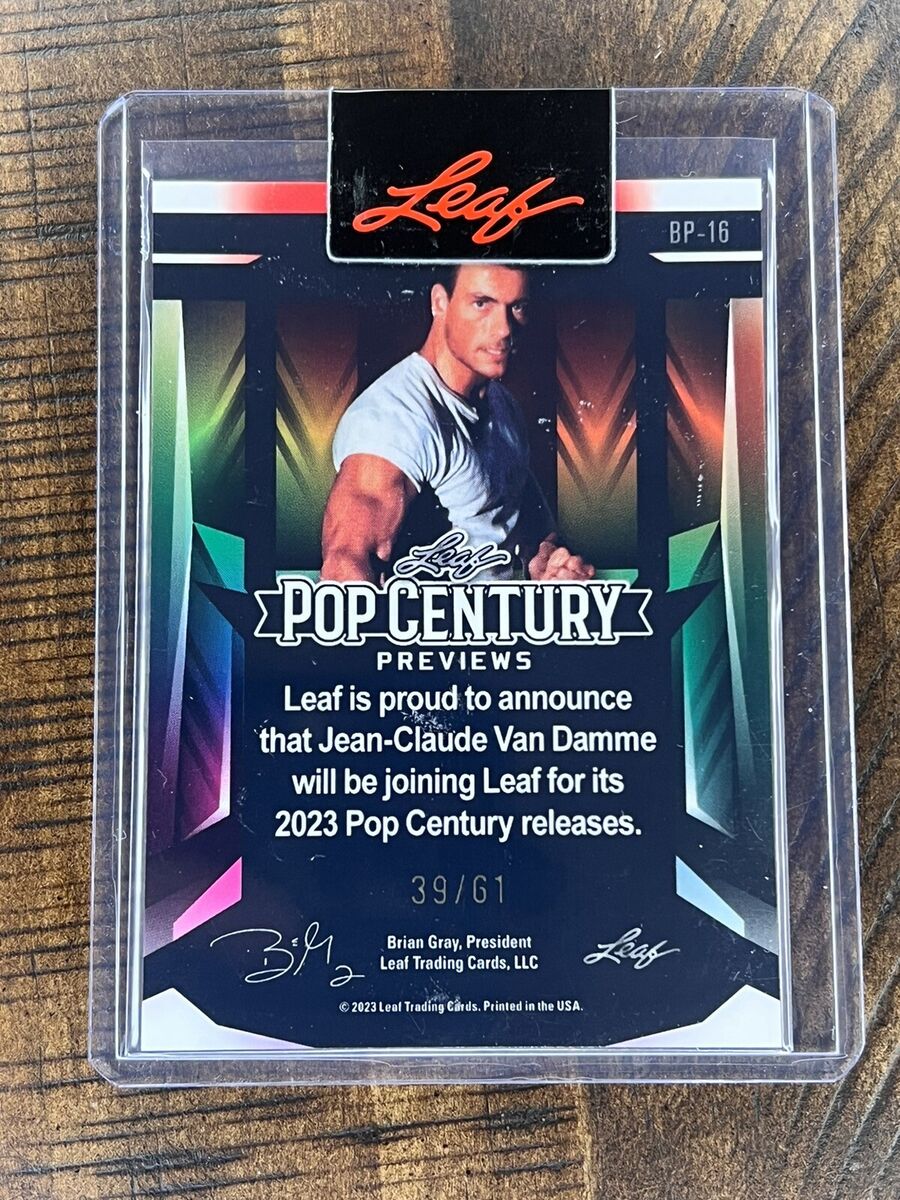 Leaf
BP-16
Leaf
POP CENTURY
PREVIEWS
Leaf is proud to announce
that Jean-Claude Van Damme
will be joining Leaf for its
2023 Pop Century releases.
39/61
Brian Gray, President
Leaf Trading Cards, LLC
Leaf
© 2023 Leaf Trading Cards. Printed in the USA.